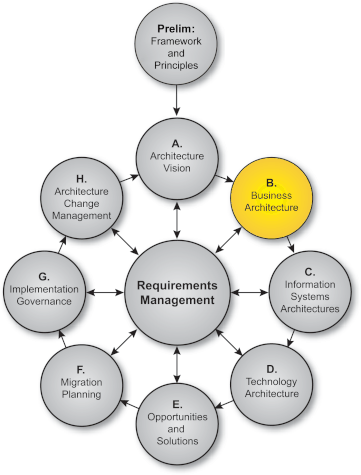 Prelim:
Framework
and
Principles
A.
Architecture
Vision
B.
Business
Architecture
C.
Information
Systems
Architectures
D.
Technology
Architecture
E.
Opportunities
and
Solutions
F.
Migration
Planning
G.
Implementation
Governance
H.
Architecture
Change
Management
Requirements
Management